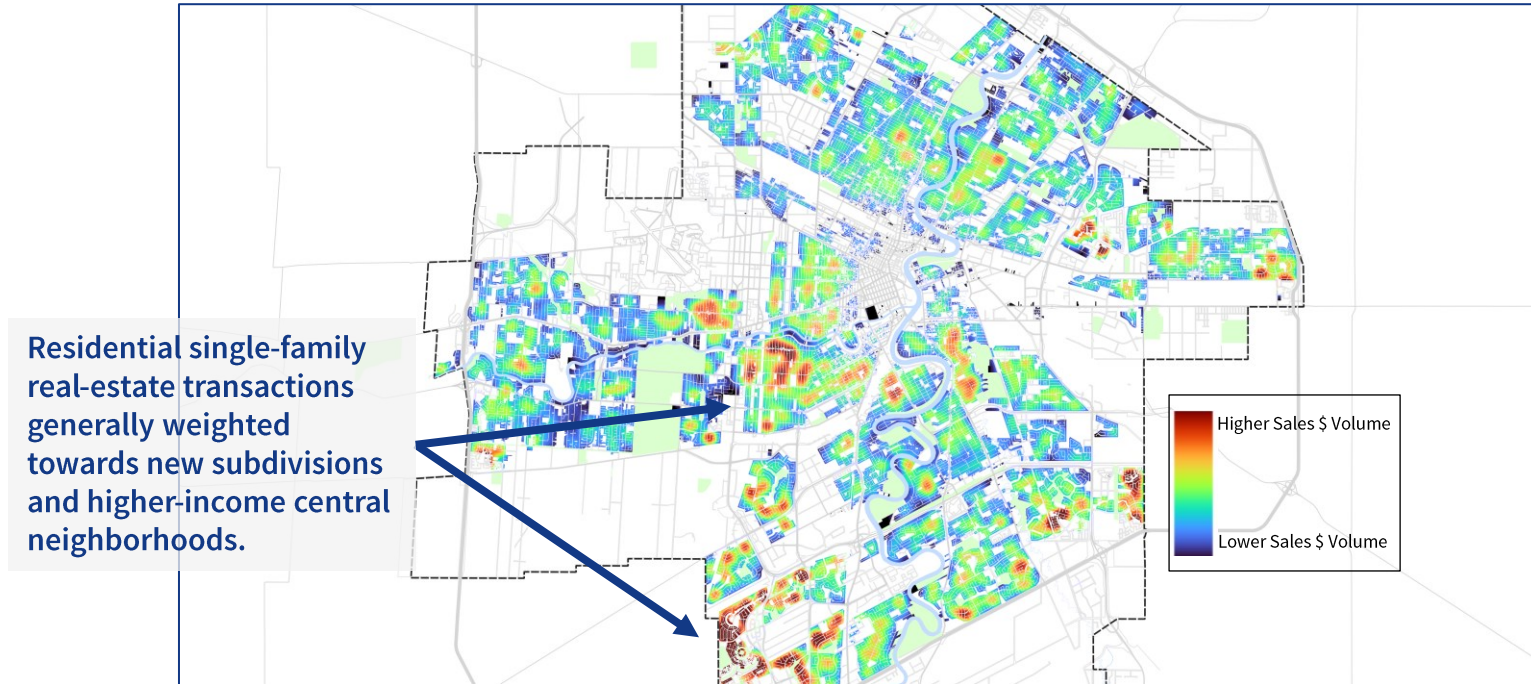 Residential single-family
real-estate transactions
generally weighted
towards new subdivisions
and higher-income central
neighborhoods.
Higher Sales $ Volume
Lower Sales $ Volume